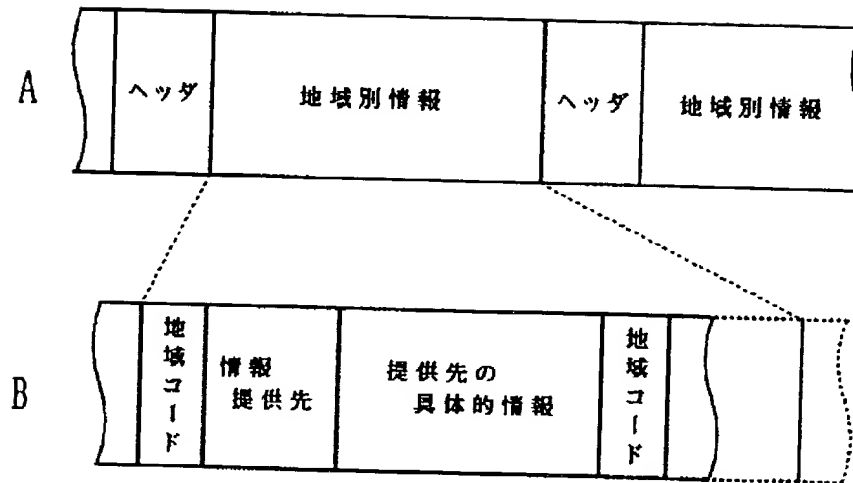 A
ヘッダ
地域別情報
ヘッダ
地域別情報
B
地域コード
情報
提供先
提供先の
具体的情報
地域コード